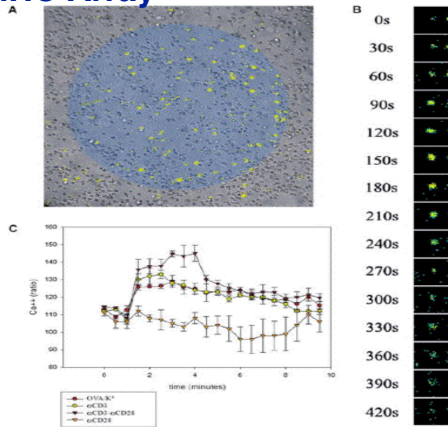 A
B
0s
30s
60s
90s
120s
150s
180s
210s
240s
270s
300s
330s
360s
390s
420s
C
Ca++ (ratio)
160
150
140
130
120
110
100
90
80
0 2 4 6 8 10
time (minutes)
OVA/Kᵇ
αCD3
αCD3+αCD28
αCD28